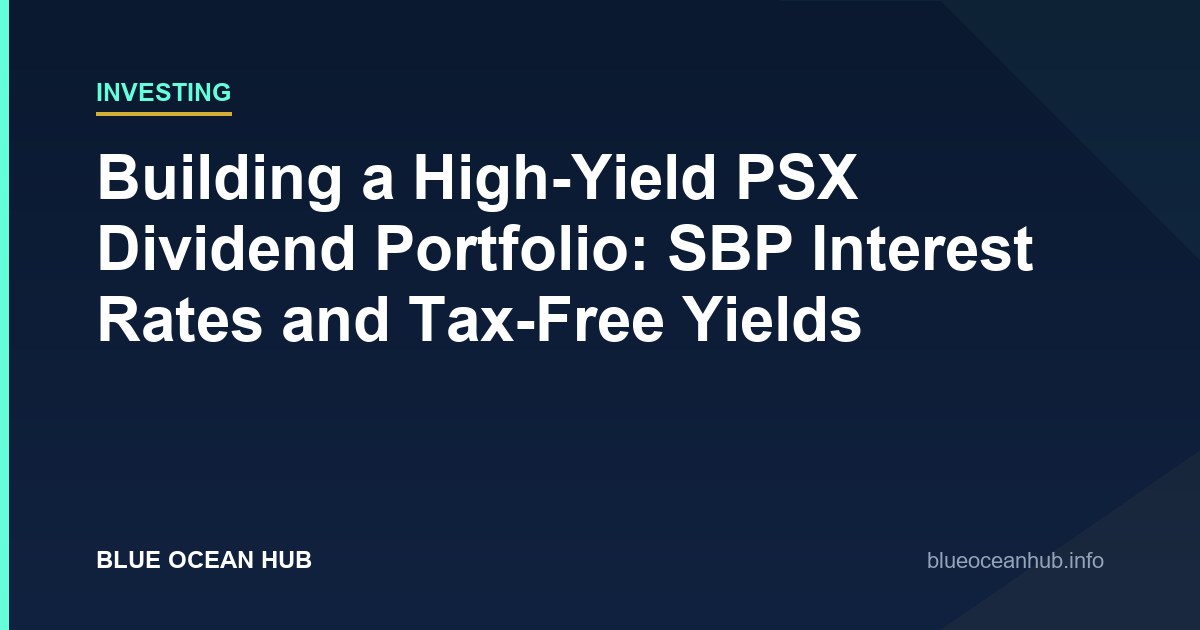 INVESTING
Building a High-Yield PSX
Dividend Portfolio: SBP Interest
Rates and Tax-Free Yields
BLUE OCEAN HUB
blueoceanhub.info